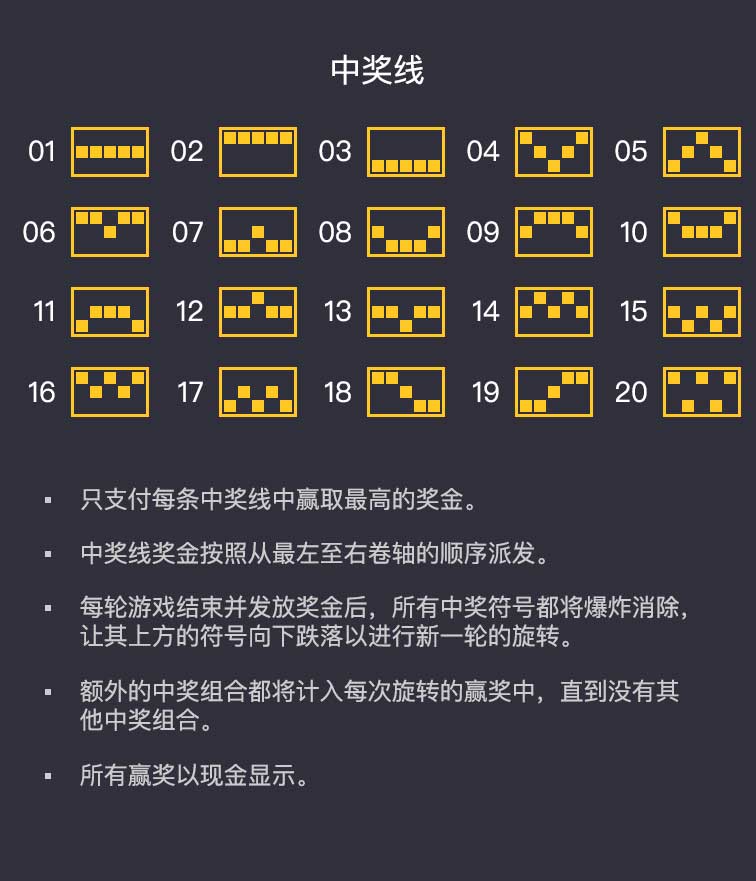 中奖线
01 02 03 04 05
06 07 08 09 10
11 12 13 14 15
16 17 18 19 20
▪ 只支付每条中奖线中赢取最高的奖金。
▪ 中奖线奖金按照从最左至右卷轴的顺序派发。
▪ 每轮游戏结束并发放奖金后，所有中奖符号都将爆炸消除，
让其上方的符号向下跌落以进行新一轮的旋转。
▪ 额外的中奖组合都将计入每次旋转的赢奖中，直到没有其
他中奖组合。
▪ 所有赢奖以现金显示。